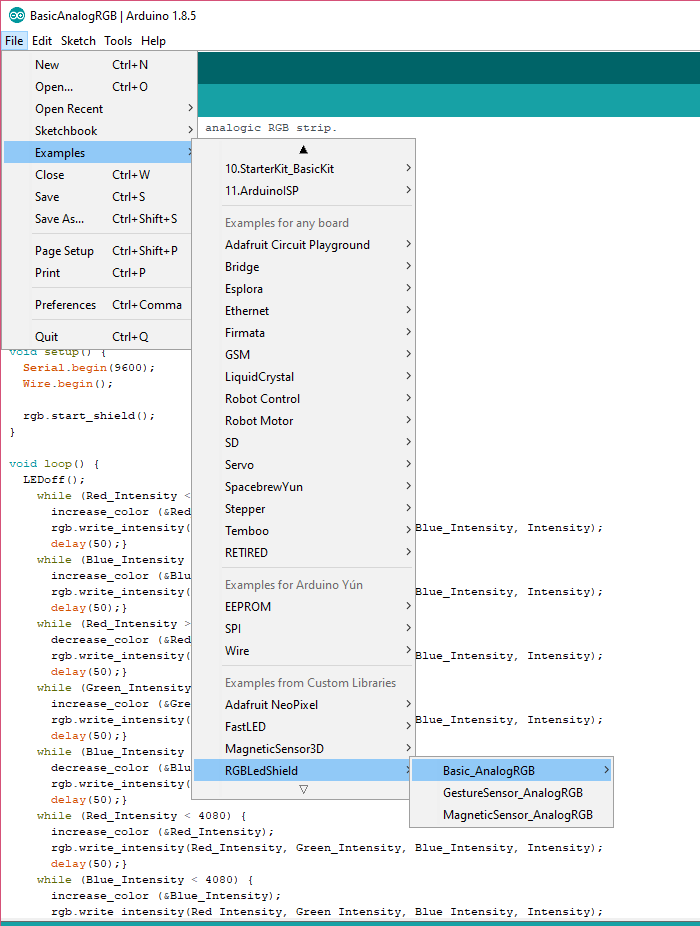 BasicAnalogRGB | Arduino 1.8.5
File Edit Sketch Tools Help
New Ctrl+N
Open... Ctrl+O
Open Recent
Sketchbook
Examples
Close Ctrl+W
Save Ctrl+S
Save As... Ctrl+Shift+S
Page Setup Ctrl+Shift+P
Print Ctrl+P
Preferences Ctrl+Comma
Quit Ctrl+Q
analogic RGB strip.
10.StarterKit_BasicKit
11.ArduinoISP
Examples for any board
Adafruit Circuit Playground
Bridge
Esplora
Ethernet
Firmata
GSM
LiquidCrystal
Robot Control
Robot Motor
SD
Servo
SpacebrewYun
Stepper
Temboo
RETIRED
Examples for Arduino Yún
EEPROM
SPI
Wire
Examples from Custom Libraries
Adafruit NeoPixel
FastLED
MagneticSensor3D
RGBLedShield
Basic_AnalogRGB
GestureSensor_AnalogRGB
MagneticSensor_AnalogRGB
void setup() {
Serial.begin(9600);
Wire.begin();
rgb.start_shield();
}
void loop() {
LEDoff();
while (Red_Intensity <
increase_color (&Red
rgb.write_intensity( Blue_Intensity, Intensity);
delay(50);}
while (Blue_Intensity
increase_color (&Blu
rgb.write_intensity( Blue_Intensity, Intensity);
delay(50);}
while (Red_Intensity >
decrease_color (&Red
rgb.write_intensity( Blue_Intensity, Intensity);
delay(50);}
while (Green_Intensity
increase_color (&Gre
rgb.write_intensity( Blue_Intensity, Intensity);
delay(50);}
while (Blue_Intensity
decrease_color (&Blu
rgb.write_intensity( Blue_Intensity, Intensity);
delay(50);}
while (Red_Intensity < 4080) {
increase_color (&Red_Intensity);
rgb.write_intensity(Red_Intensity, Green_Intensity, Blue_Intensity, Intensity);
delay(50);}
while (Blue_Intensity < 4080) {
increase_color (&Blue_Intensity);
rgb.write_intensity(Red_Intensity, Green_Intensity, Blue_Intensity, Intensity);